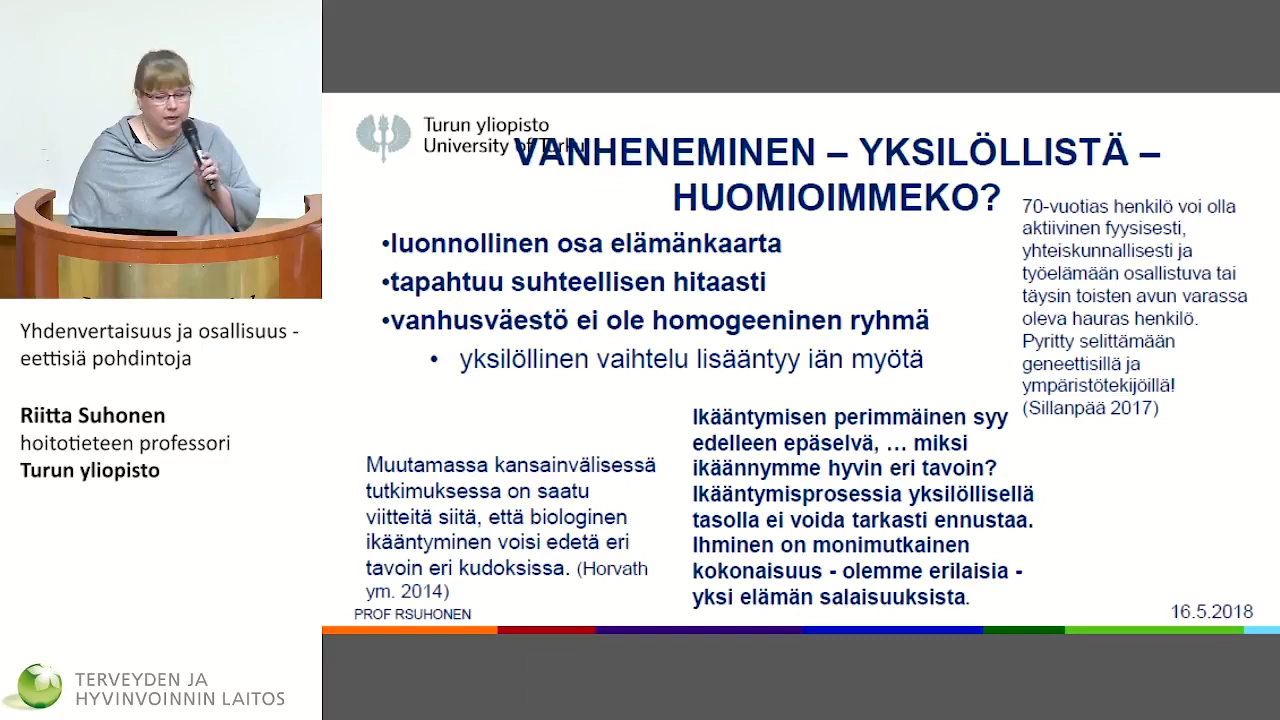 Turun yliopisto
University of Turku
VANHENEMINEN – YKSILÖLLISTÄ –
HUOMIOIMMEKO?
•luonnollinen osa elämänkaarta
•tapahtuu suhteellisen hitaasti
•vanhusväestö ei ole homogeeninen ryhmä
• yksilöllinen vaihtelu lisääntyy iän myötä
70-vuotias henkilö voi olla
aktiivinen fyysisesti,
yhteiskunnallisesti ja
työelämään osallistuva tai
täysin toisten avun varassa
oleva hauras henkilö.
Pyritty selittämään
geneettisillä ja
ympäristötekijöillä!
(Sillanpää 2017)
Muutamassa kansainvälisessä
tutkimuksessa on saatu
viitteitä siitä, että biologinen
ikääntyminen voisi edetä eri
tavoin eri kudoksissa. (Horvath
ym. 2014)
Ikääntymisen perimmäinen syy
edelleen epäselvä, … miksi
ikäännymme hyvin eri tavoin?
Ikääntymisprosessia yksilöllisellä
tasolla ei voida tarkasti ennustaa.
Ihminen on monimutkainen
kokonaisuus - olemme erilaisia -
yksi elämän salaisuuksista.
PROF RSUHONEN
16.5.2018
Yhdenvertaisuus ja osallisuus -
eettisiä pohdintoja
Riitta Suhonen
hoitotieteen professori
Turun yliopisto
TERVEYDEN JA
HYVINVOINNIN LAITOS